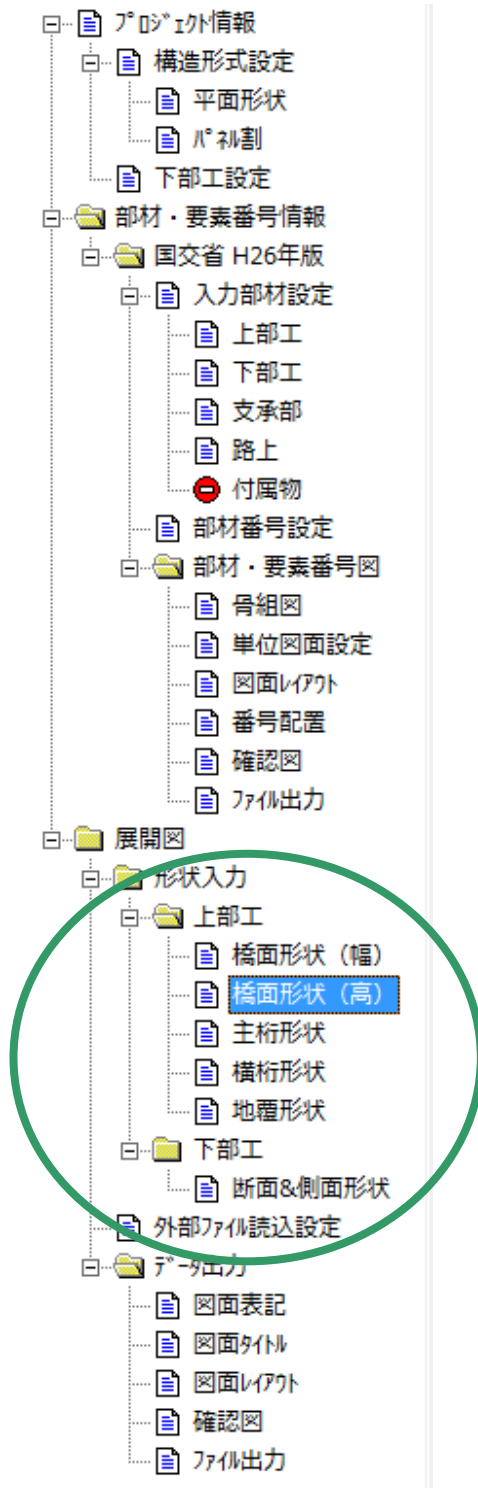 ﾌﾟﾛｼﾞｪｸﾄ情報
構造形式設定
平面形状
ﾊﾟﾈﾙ割
下部工設定
部材・要素番号情報
国交省 H26年版
入力部材設定
上部工
下部工
支承部
路上
付属物
部材番号設定
部材・要素番号図
骨組図
単位図面設定
図面ﾚｲｱｳﾄ
番号配置
確認図
ﾌｧｲﾙ出力
展開図
形状入力
上部工
橋面形状（幅）
橋面形状（高）
主桁形状
横桁形状
地覆形状
下部工
断面&側面形状
外部ﾌｧｲﾙ読込設定
ﾃﾞｰﾀ出力
図面表記
図面ﾀｲﾄﾙ
図面ﾚｲｱｳﾄ
確認図
ﾌｧｲﾙ出力